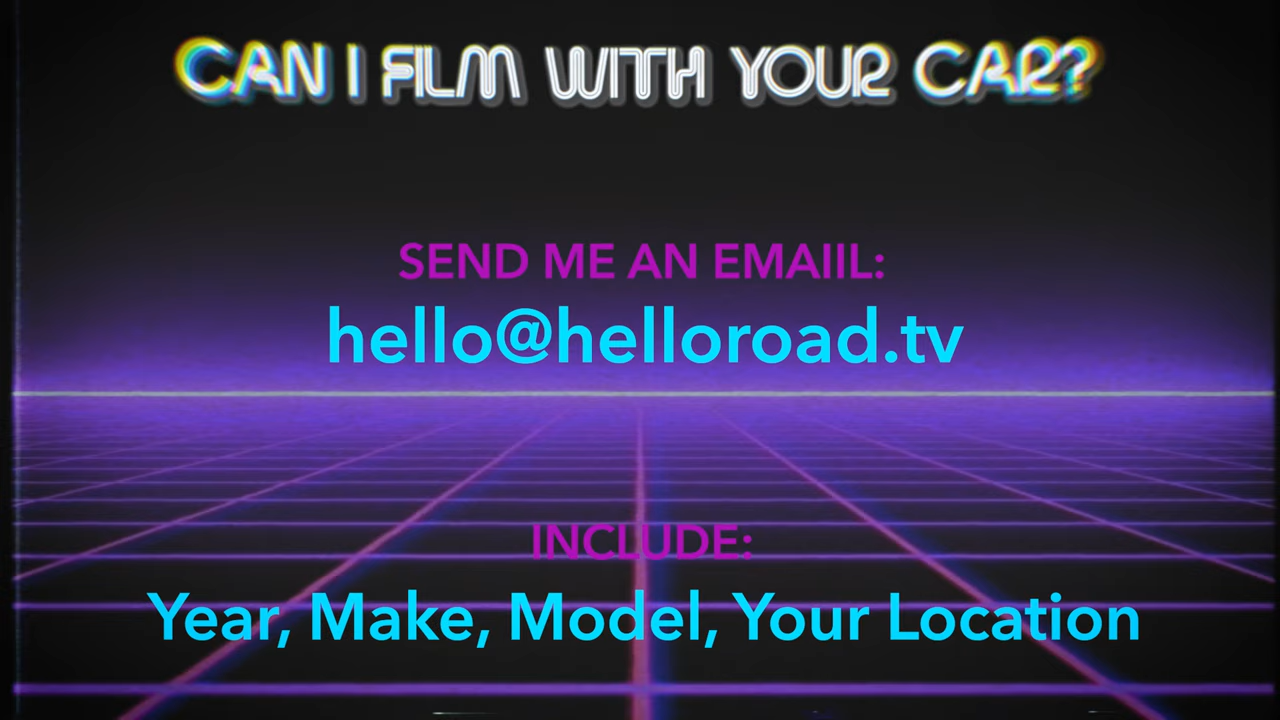 CAN I FILM WITH YOUR CAR?
SEND ME AN EMAIIL:
hello@helloroad.tv
INCLUDE:
Year, Make, Model, Your Location